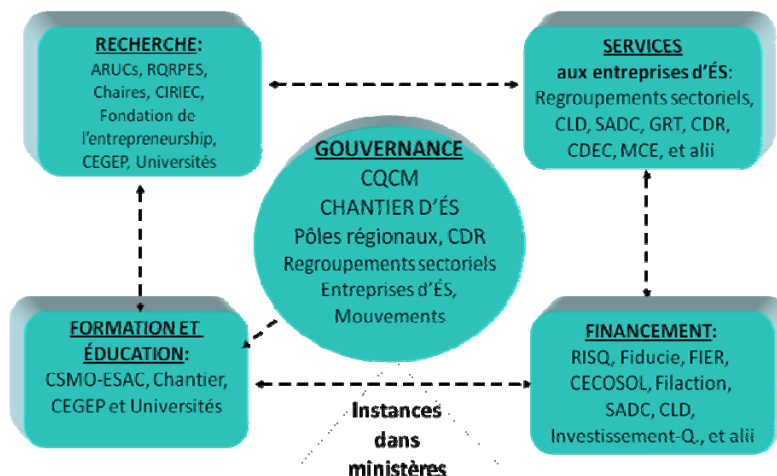 RECHERCHE:
ARUCs, RQRPES,
Chaires, CIRIEC,
Fondation de
l'entrepreneurship,
CEGEP, Universités
SERVICES
aux entreprises d'ÉS:
Regroupements sectoriels,
CLD, SADC, GRT, CDR,
CDEC, MCE, et alii
GOUVERNANCE
CQCM
CHANTIER D'ÉS
Pôles régionaux, CDR
Regroupements sectoriels
Entreprises d'ÉS,
Mouvements
FORMATION ET
ÉDUCATION:
CSMO-ESAC, Chantier,
CEGEP et Universités
FINANCEMENT:
RISQ, Fiducie, FIER,
CECOSOL, Filaction,
SADC, CLD,
Investissement-Q., et alii
Instances
dans
ministères